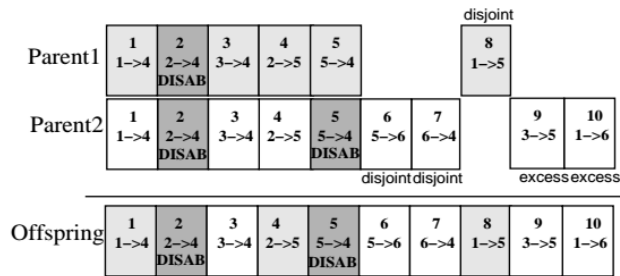 disjoint
Parent1
1 2 3 4 5 8
1->4 2->4 3->4 2->5 5->4 1->5
DISAB
Parent2
1 2 3 4 5 6 7 9 10
1->4 2->4 3->4 2->5 5->4 5->6 6->4 3->5 1->6
DISAB DISAB
disjoint disjoint excess excess
Offspring
1 2 3 4 5 6 7 8 9 10
1->4 2->4 3->4 2->5 5->4 5->6 6->4 1->5 3->5 1->6
DISAB DISAB